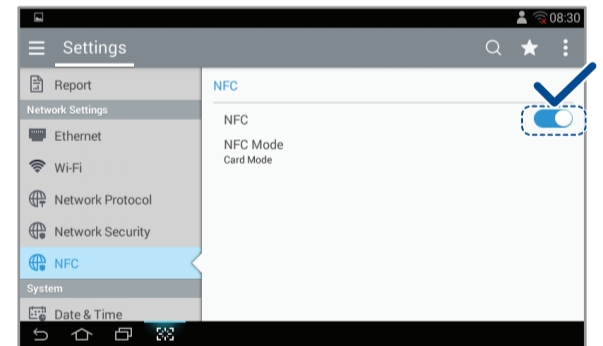 08:30
Settings
Report
Network Settings
Ethernet
Wi-Fi
Network Protocol
Network Security
NFC
System
Date & Time
NFC
NFC
NFC Mode
Card Mode